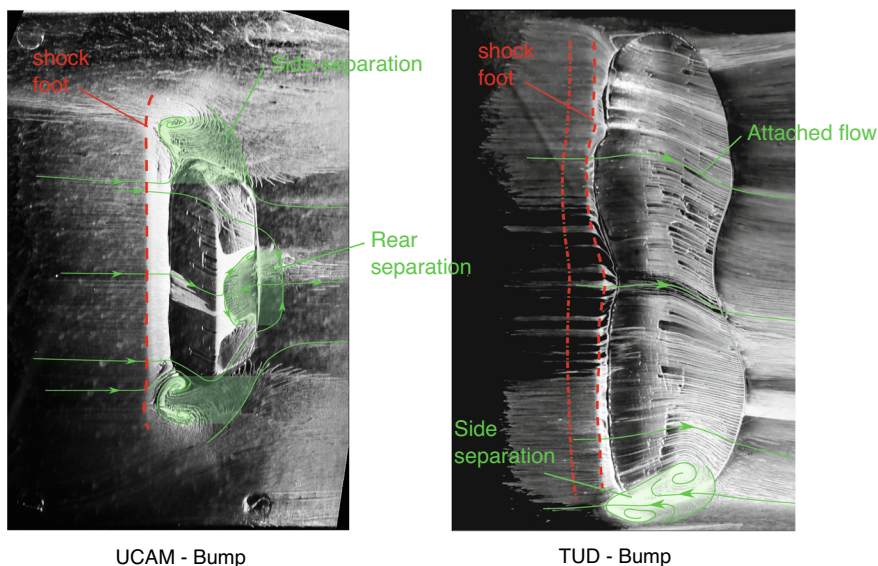 shock
foot
Side-separation
Rear
separation
UCAM - Bump
shock
foot
Attached flow
Side
separation
TUD - Bump